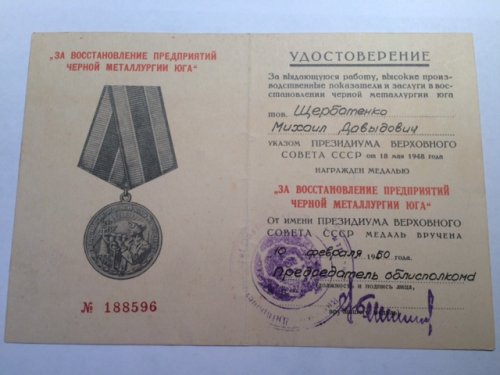 „ЗА ВОССТАНОВЛЕНИЕ ПРЕДПРИЯТИЙ
ЧЕРНОЙ МЕТАЛЛУРГИИ ЮГА“
№ 188596
УДОСТОВЕРЕНИЕ
За выдающуюся работу, высокие произ-
водственные показатели и заслуги в вос-
становлении черной металлургии юга
тов. Щербатенко
Михаил Давыдович
указом ПРЕЗИДИУМА ВЕРХОВНОГО
СОВЕТА СССР от 18 мая 1948 года
НАГРАЖДЕН МЕДАЛЬЮ
„ЗА ВОССТАНОВЛЕНИЕ ПРЕДПРИЯТИЙ
ЧЕРНОЙ МЕТАЛЛУРГИИ ЮГА“
От имени ПРЕЗИДИУМА ВЕРХОВНОГО
СОВЕТА СССР МЕДАЛЬ ВРУЧЕНА
10 февраля 1950 года
Председатель облисполкома
должность и подпись лица,